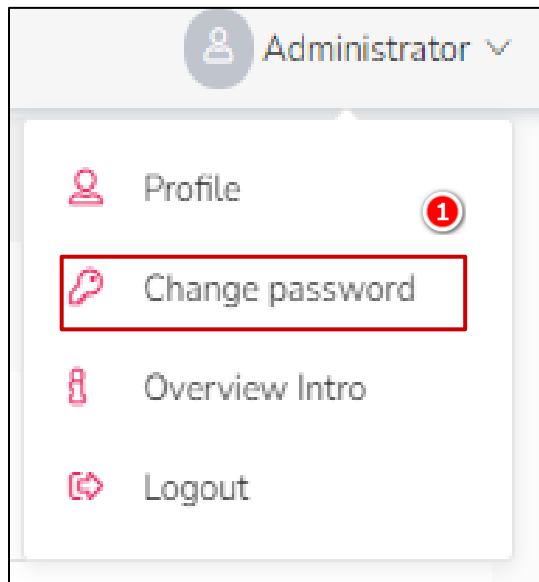 Administrator
Profile
1
Change password
Overview Intro
Logout